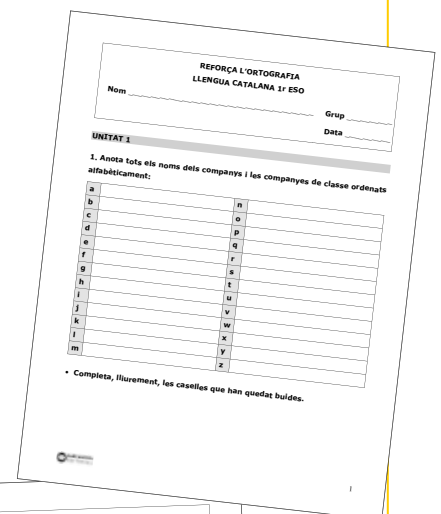 REFORÇA L'ORTOGRAFIA
LLENGUA CATALANA 1r ESO
Nom
Grup
Data
UNITAT 1
1. Anota tots els noms dels companys i les companyes de classe ordenats
alfabèticament:
a
b
c
d
e
f
g
h
i
j
k
l
m
n
o
p
q
r
s
t
u
v
w
x
y
z
• Completa, lliurement, les caselles que han quedat buides.